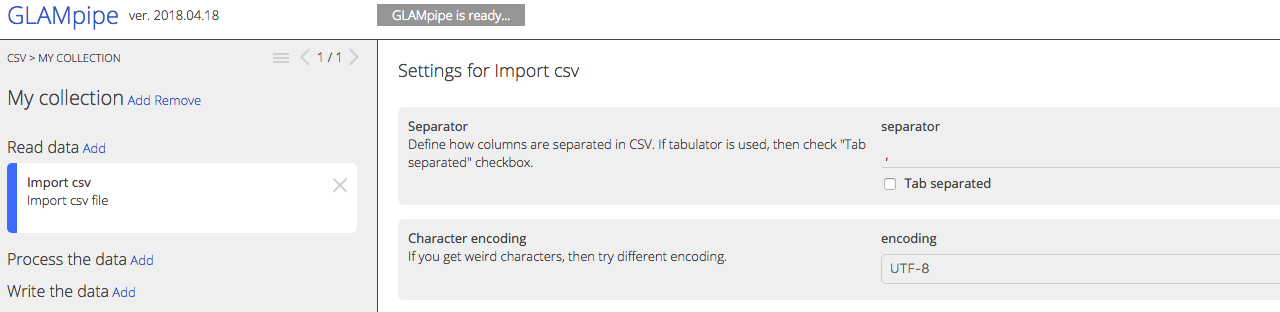 GLAMpipe ver. 2018.04.18
GLAMpipe is ready...
CSV > MY COLLECTION
1 / 1
My collection Add Remove
Read data Add
Import csv
Import csv file
Process the data Add
Write the data Add
Settings for Import csv
Separator
Define how columns are separated in CSV. If tabulator is used, then check "Tab
separated" checkbox.
separator
,
Tab separated
Character encoding
If you get weird characters, then try different encoding.
encoding
UTF-8